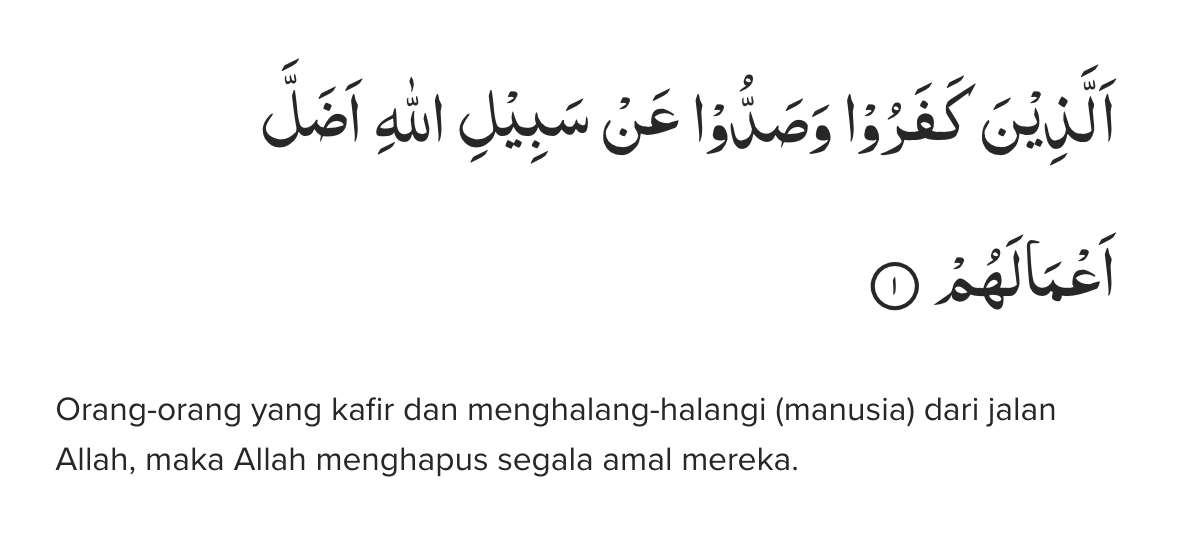 اَلَّذِيْنَ كَفَرُوْا وَصَدُّوْا عَنْ سَبِيْلِ اللّٰهِ اَضَلَّ
اَعْمَالَهُمْ ١
Orang-orang yang kafir dan menghalang-halangi (manusia) dari jalan
Allah, maka Allah menghapus segala amal mereka.